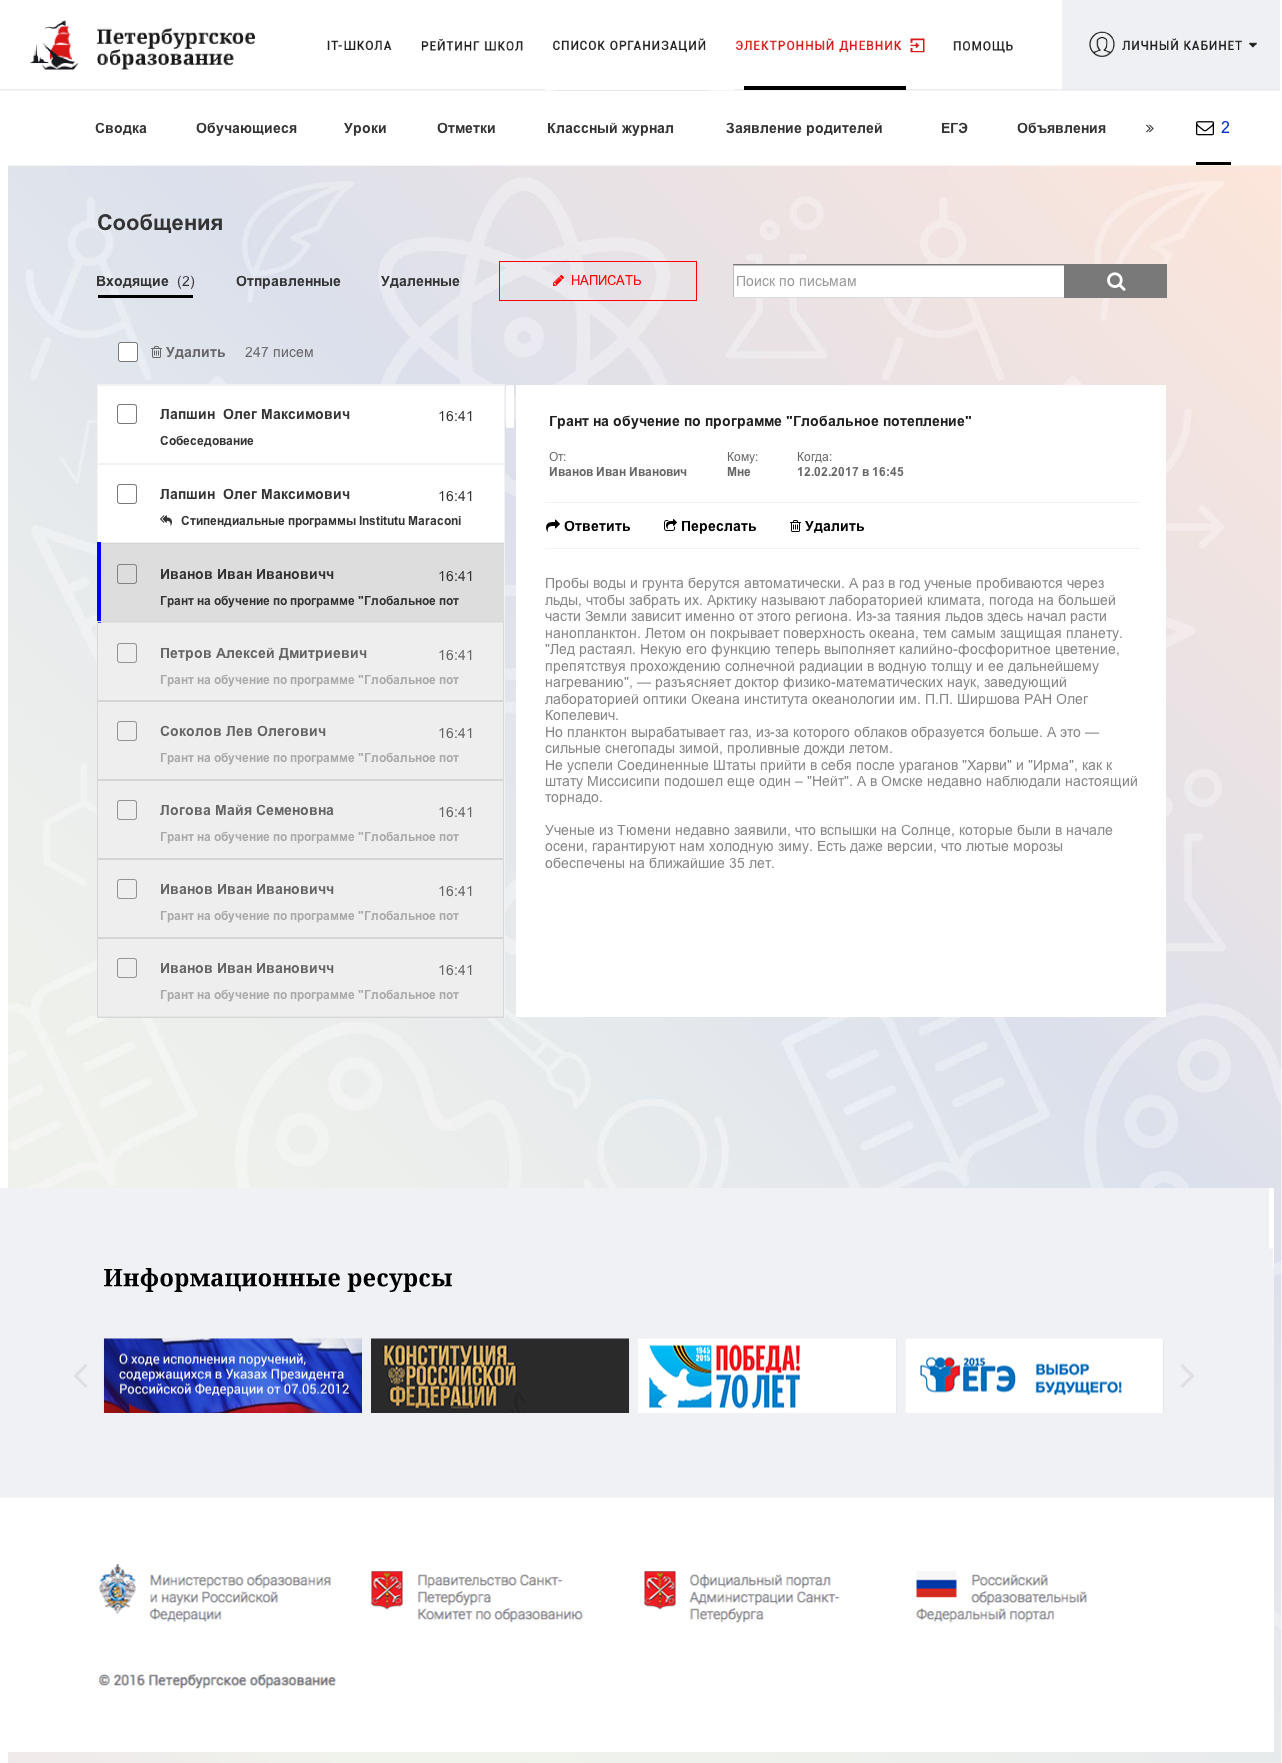 Петербургское
образование
IT-ШКОЛА
РЕЙТИНГ ШКОЛ
СПИСОК ОРГАНИЗАЦИЙ
ЭЛЕКТРОННЫЙ ДНЕВНИК
ПОМОЩЬ
ЛИЧНЫЙ КАБИНЕТ
Сводка
Обучающиеся
Уроки
Отметки
Классный журнал
Заявление родителей
ЕГЭ
Объявления
»
2
Сообщения
Входящие (2)
Отправленные
Удаленные
НАПИСАТЬ
Поиск по письмам
Удалить
247 писем
Лапшин Олег Максимович
16:41
Собеседование
Лапшин Олег Максимович
16:41
Стипендиальные программы Institutu Maraconi
Иванов Иван Ивановичч
16:41
Грант на обучение по программе "Глобальное пот
Петров Алексей Дмитриевич
16:41
Грант на обучение по программе "Глобальное пот
Соколов Лев Олегович
16:41
Грант на обучение по программе "Глобальное пот
Логова Майя Семеновна
16:41
Грант на обучение по программе "Глобальное пот
Иванов Иван Ивановичч
16:41
Грант на обучение по программе "Глобальное пот
Иванов Иван Ивановичч
16:41
Грант на обучение по программе "Глобальное пот
Грант на обучение по программе "Глобальное потепление"
От:
Иванов Иван Иванович
Кому:
Мне
Когда:
12.02.2017 в 16:45
Ответить
Переслать
Удалить
Пробы воды и грунта берутся автоматически. А раз в год ученые пробиваются через
льды, чтобы забрать их. Арктику называют лабораторией климата, погода на большей
части Земли зависит именно от этого региона. Из-за таяния льдов здесь начал расти
нанопланктон. Летом он покрывает поверхность океана, тем самым защищая планету.
"Лед растаял. Некую его функцию теперь выполняет калийно-фосфоритное цветение,
препятствуя прохождению солнечной радиации в водную толщу и ее дальнейшему
нагреванию", — разъясняет доктор физико-математических наук, заведующий
лабораторией оптики Океана института океанологии им. П.П. Ширшова РАН Олег
Копелевич.
Но планктон вырабатывает газ, из-за которого облаков образуется больше. А это —
сильные снегопады зимой, проливные дожди летом.
Не успели Соединенные Штаты прийти в себя после ураганов "Харви" и "Ирма", как к
штату Миссисипи подошел еще один – "Нейт". А в Омске недавно наблюдали настоящий
торнадо.
Ученые из Тюмени недавно заявили, что вспышки на Солнце, которые были в начале
осени, гарантируют нам холодную зиму. Есть даже версии, что лютые морозы
обеспечены на ближайшие 35 лет.
Информационные ресурсы
О ходе исполнения поручений,
содержащихся в Указах Президента
Российской Федерации от 07.05.2012
КОНСТИТУЦИЯ
РОССИЙСКОЙ
ФЕДЕРАЦИИ
1945
2015
ПОБЕДА!
70 ЛЕТ
2015
ЕГЭ
ВЫБОР
БУДУЩЕГО!
Министерство образования
и науки Российской
Федерации
Правительство Санкт-
Петербурга
Комитет по образованию
Официальный портал
Администрации Санкт-
Петербурга
Российский
образовательный
Федеральный портал
© 2016 Петербургское образование